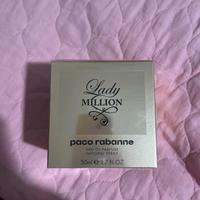 Lady
MILLION
paco rabanne
EAU DE PARFUM
NATURAL SPRAY
50ml ℮ 1.7 FL.OZ